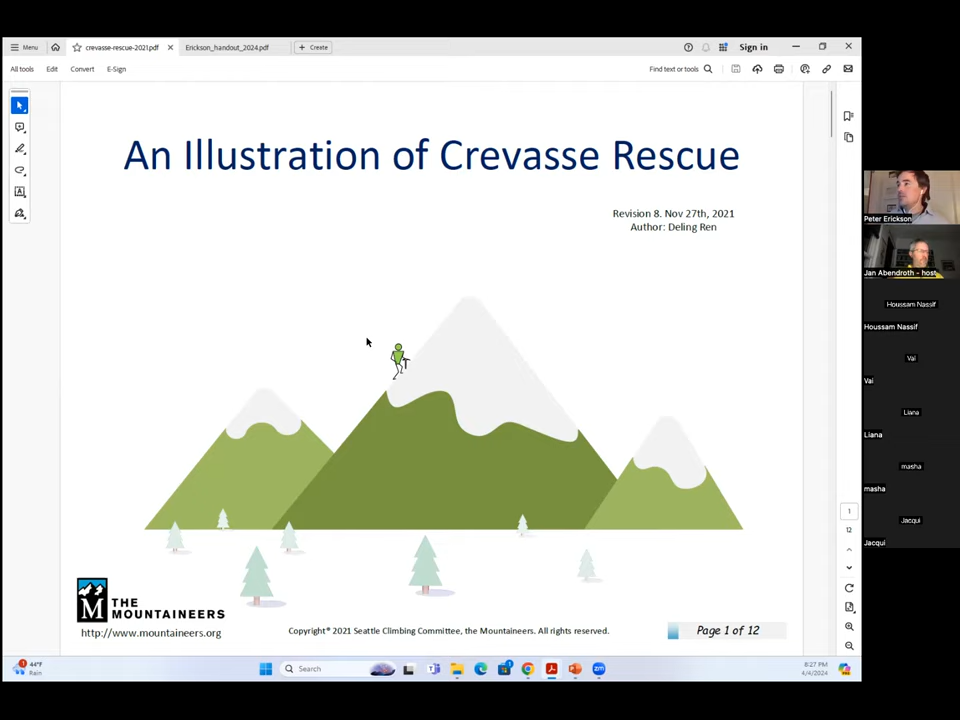 Menu
crevasse-rescue-2021.pdf
Erickson_handout_2024.pdf
Create
Sign in
All tools
Edit
Convert
E-Sign
Find text or tools
An Illustration of Crevasse Rescue
Revision 8. Nov 27th, 2021
Author: Deling Ren
Peter Erickson
Jan Abendroth - host
Houssam Nassif
Houssam Nassif
Vai
Vai
Liana
Liana
masha
masha
Jacqui
Jacqui
1
12
M
THE
MOUNTAINEERS
http://www.mountaineers.org
Copyright® 2021 Seattle Climbing Committee, the Mountaineers. All rights reserved.
Page 1 of 12
44°F
Rain
Search
8:27 PM
4/4/2024